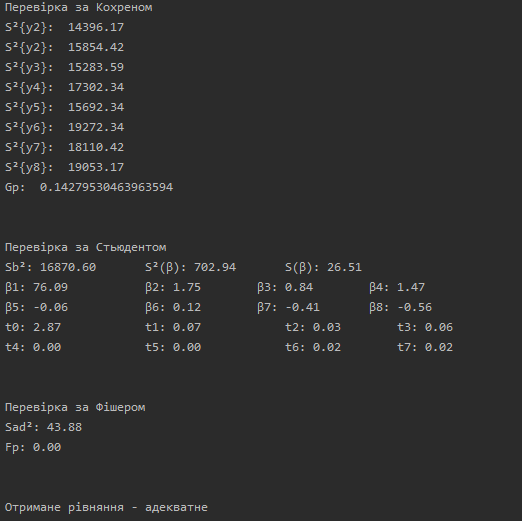 Перевірка за Кохреном
S²{y2}:  14396.17
S²{y2}:  15854.42
S²{y3}:  15283.59
S²{y4}:  17302.34
S²{y5}:  15692.34
S²{y6}:  19272.34
S²{y7}:  18110.42
S²{y8}:  19053.17
Gp:  0.14279530463963594
Перевірка за Стьюдентом
Sb²: 16870.60 S²(β): 702.94 S(β): 26.51
β1: 76.09 β2: 1.75 β3: 0.84 β4: 1.47
β5: -0.06 β6: 0.12 β7: -0.41 β8: -0.56
t0: 2.87 t1: 0.07 t2: 0.03 t3: 0.06
t4: 0.00 t5: 0.00 t6: 0.02 t7: 0.02
Перевірка за Фішером
Sad²: 43.88
Fp: 0.00
Отримане рівняння - адекватне